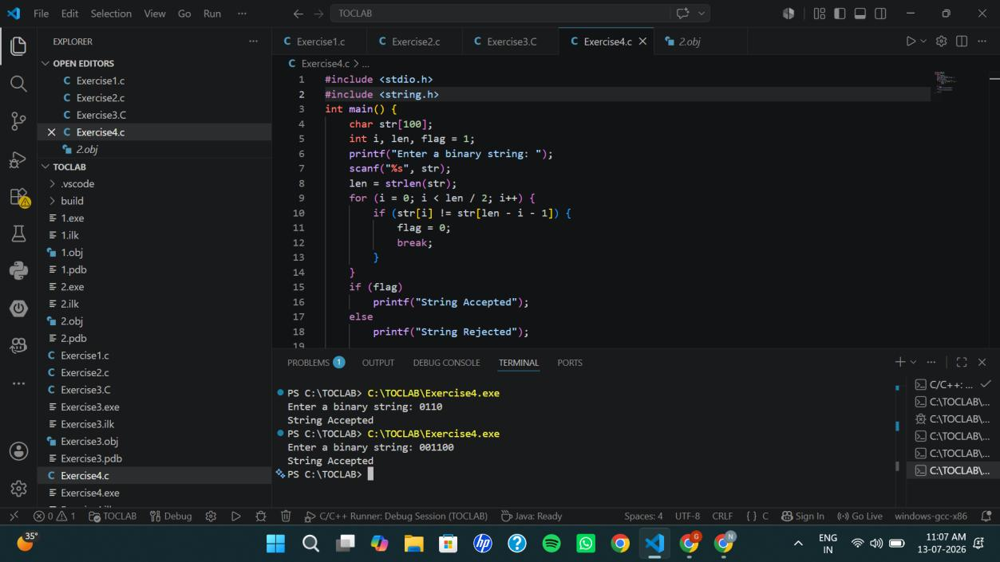 File Edit Selection View Go Run ···
TOCLAB
EXPLORER
OPEN EDITORS
C Exercise1.c
C Exercise2.c
C Exercise3.C
C Exercise4.c
2.obj
TOCLAB
.vscode
build
1.exe
1.ilk
1.obj
1.pdb
2.exe
2.ilk
2.obj
2.pdb
C Exercise1.c
C Exercise2.c
C Exercise3.C
Exercise3.exe
Exercise3.ilk
Exercise3.obj
Exercise3.pdb
C Exercise4.c
Exercise4.exe
C Exercise1.c C Exercise2.c C Exercise3.C C Exercise4.c 2.obj
C Exercise4.c > ...
1 #include <stdio.h>
2 #include <string.h>
3 int main() {
4 char str[100];
5 int i, len, flag = 1;
6 printf("Enter a binary string: ");
7 scanf("%s", str);
8 len = strlen(str);
9 for (i = 0; i < len / 2; i++) {
10 if (str[i] != str[len - i - 1]) {
11 flag = 0;
12 break;
13 }
14 }
15 if (flag)
16 printf("String Accepted");
17 else
18 printf("String Rejected");
19
PROBLEMS 1 OUTPUT DEBUG CONSOLE TERMINAL PORTS
PS C:\TOCLAB> C:\TOCLAB\Exercise4.exe
Enter a binary string: 0110
String Accepted
PS C:\TOCLAB> C:\TOCLAB\Exercise4.exe
Enter a binary string: 001100
String Accepted
PS C:\TOCLAB>
C/C++: ...
C:\TOCLAB\...
C:\TOCLAB\...
C:\TOCLAB\...
C:\TOCLAB\...
C:\TOCLAB\...
0 1 TOCLAB Debug C/C++ Runner: Debug Session (TOCLAB) Java: Ready Spaces: 4 UTF-8 CRLF { } C Sign In Go Live windows-gcc-x86
35°
hp
G
N
ENG
IN
11:07 AM
13-07-2026